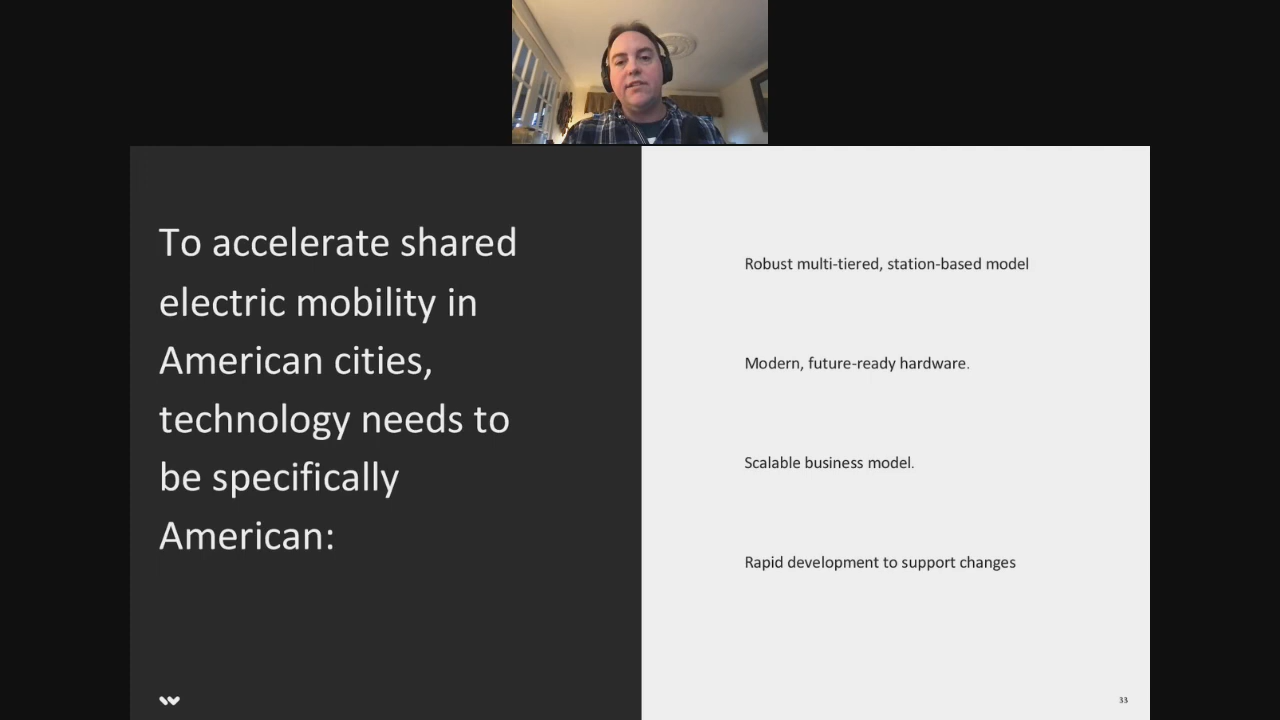 To accelerate shared
electric mobility in
American cities,
technology needs to
be specifically
American:
Robust multi-tiered, station-based model
Modern, future-ready hardware.
Scalable business model.
Rapid development to support changes
33